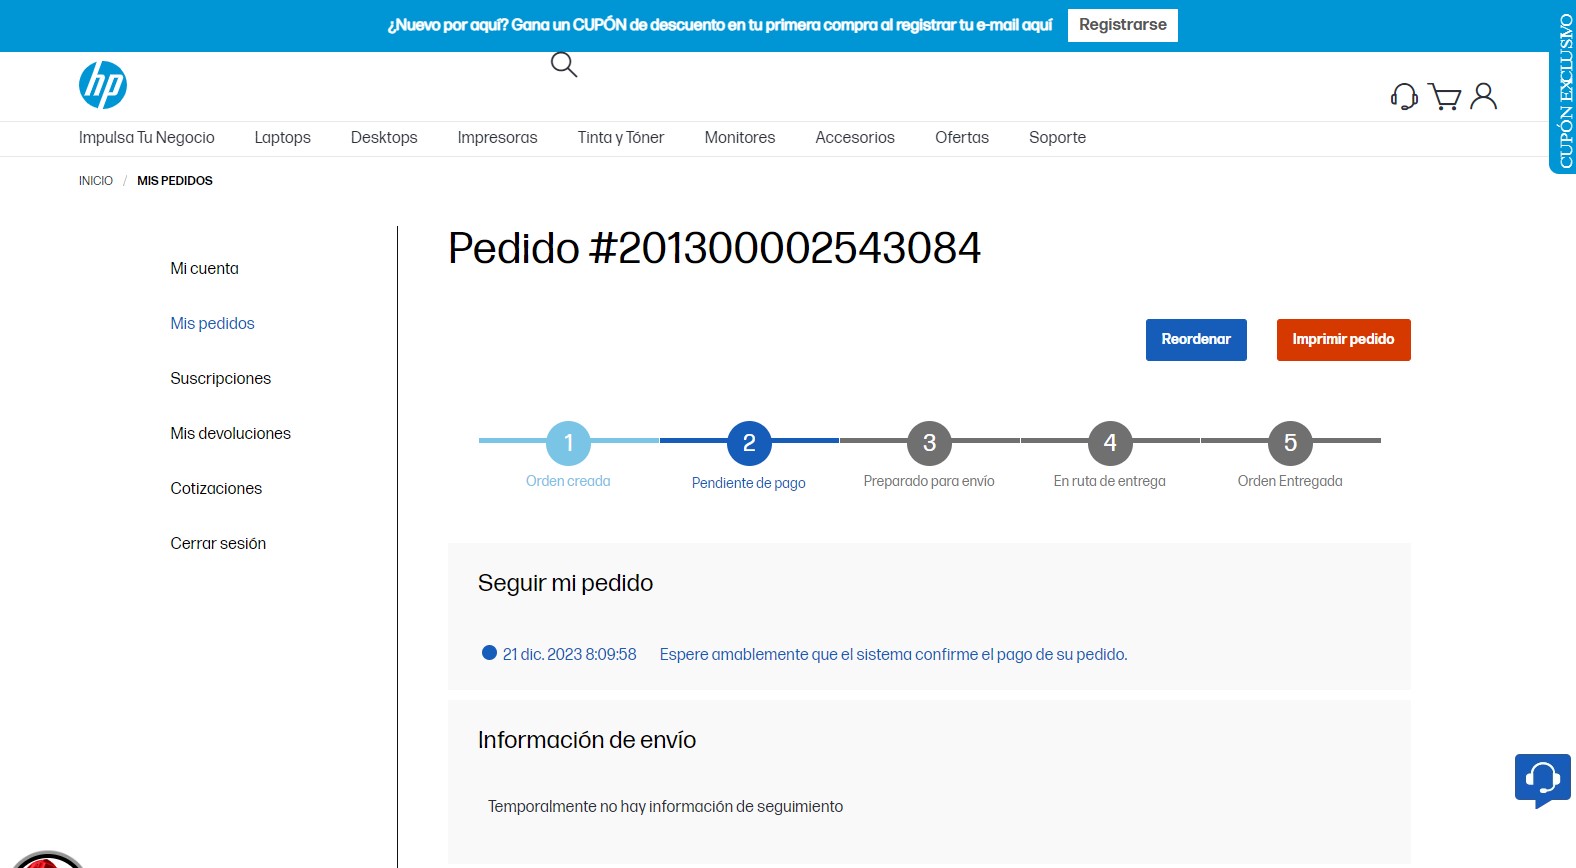 ¿Nuevo por aquí? Gana un CUPÓN de descuento en tu primera compra al registrar tu e-mail aquí
Registrarse
CUPÓN EXCLUSIVO
hp
Impulsa Tu Negocio
Laptops
Desktops
Impresoras
Tinta y Tóner
Monitores
Accesorios
Ofertas
Soporte
INICIO / MIS PEDIDOS
Mi cuenta
Mis pedidos
Suscripciones
Mis devoluciones
Cotizaciones
Cerrar sesión
Pedido #201300002543084
Reordenar
Imprimir pedido
1
Orden creada
2
Pendiente de pago
3
Preparado para envío
4
En ruta de entrega
5
Orden Entregada
Seguir mi pedido
21 dic. 2023 8:09:58 Espere amablemente que el sistema confirme el pago de su pedido.
Información de envío
Temporalmente no hay información de seguimiento